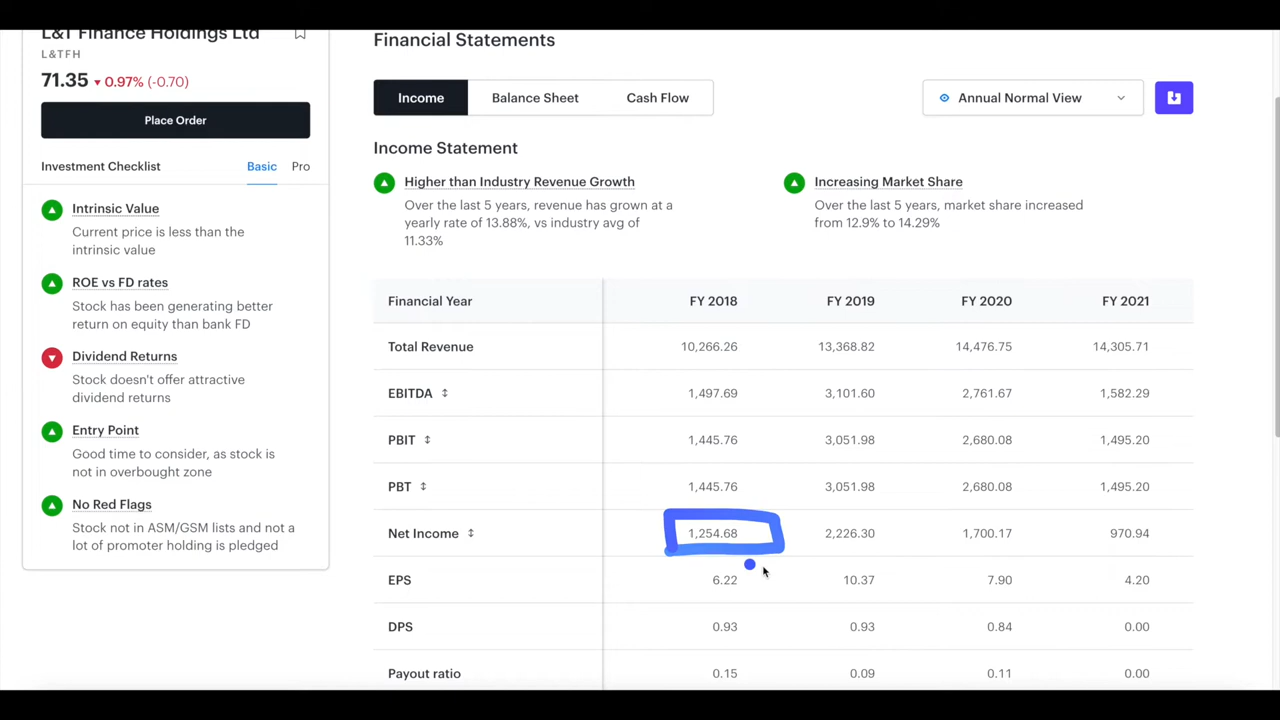 L&T Finance Holdings Ltd
L&TFH
71.35 ▼ 0.97% (-0.70)
Place Order
Investment Checklist Basic Pro
Intrinsic Value
Current price is less than the
intrinsic value
ROE vs FD rates
Stock has been generating better
return on equity than bank FD
Dividend Returns
Stock doesn't offer attractive
dividend returns
Entry Point
Good time to consider, as stock is
not in overbought zone
No Red Flags
Stock not in ASM/GSM lists and not a
lot of promoter holding is pledged
Financial Statements
Income Balance Sheet Cash Flow Annual Normal View
Income Statement
Higher than Industry Revenue Growth
Over the last 5 years, revenue has grown at a
yearly rate of 13.88%, vs industry avg of
11.33%
Increasing Market Share
Over the last 5 years, market share increased
from 12.9% to 14.29%
Financial Year FY 2018 FY 2019 FY 2020 FY 2021
Total Revenue 10,266.26 13,368.82 14,476.75 14,305.71
EBITDA 1,497.69 3,101.60 2,761.67 1,582.29
PBIT 1,445.76 3,051.98 2,680.08 1,495.20
PBT 1,445.76 3,051.98 2,680.08 1,495.20
Net Income 1,254.68 2,226.30 1,700.17 970.94
EPS 6.22 10.37 7.90 4.20
DPS 0.93 0.93 0.84 0.00
Payout ratio 0.15 0.09 0.11 0.00